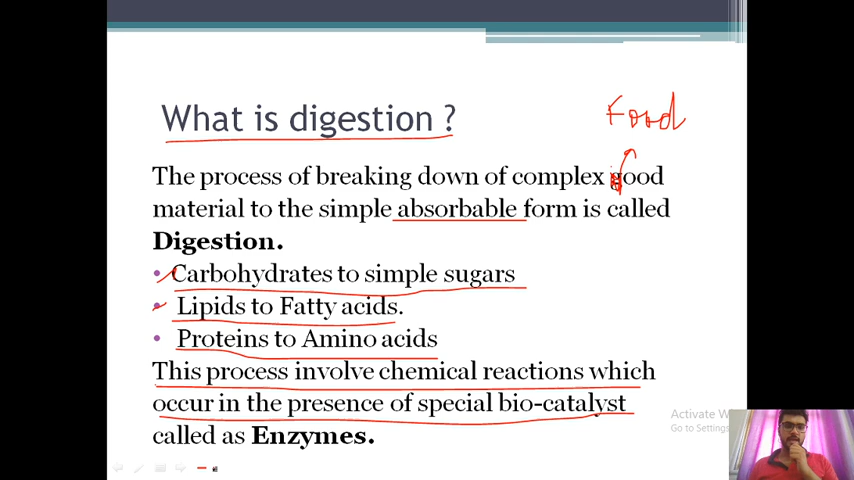 What is digestion ?
Food
The process of breaking down of complex good
material to the simple absorbable form is called
Digestion.
• Carbohydrates to simple sugars
• Lipids to Fatty acids.
• Proteins to Amino acids
This process involve chemical reactions which
occur in the presence of special bio-catalyst
called as Enzymes.
Activate W
Go to Settings